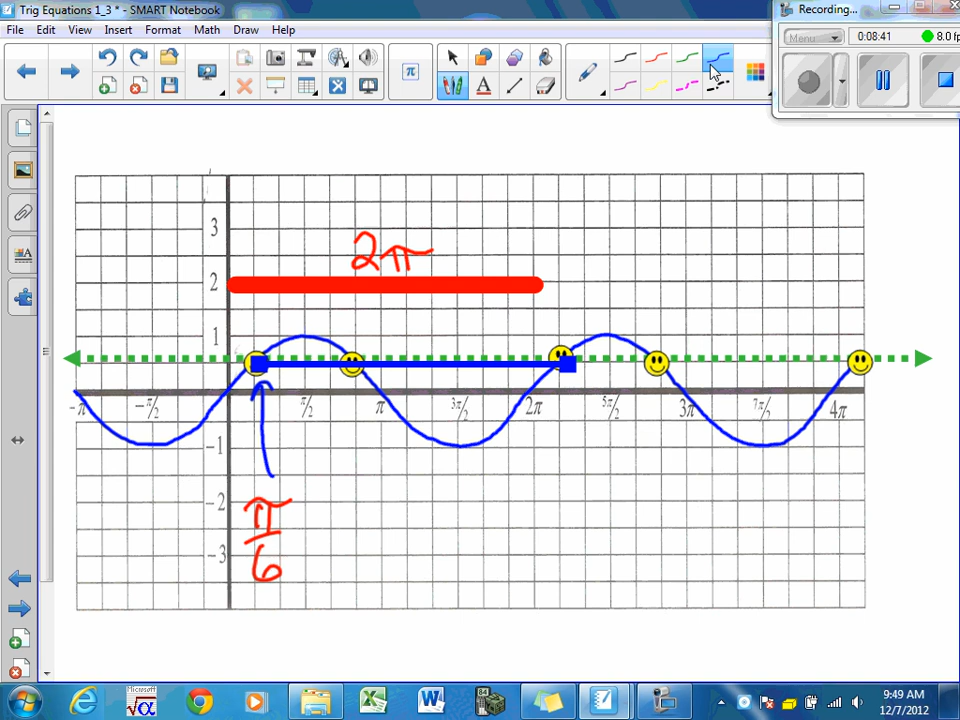 Trig Equations 1_3 * - SMART Notebook
Recording...
File Edit View Insert Format Math Draw Help
Menu
0:08:41
8.0 fp
π
A
3
2π
2
1
-π
-π/2
π/2
π
3π/2
2π
5π/2
3π
7π/2
4π
-1
-2
π
6
-3
Microsoft
√α
84
9:49 AM
12/7/2012